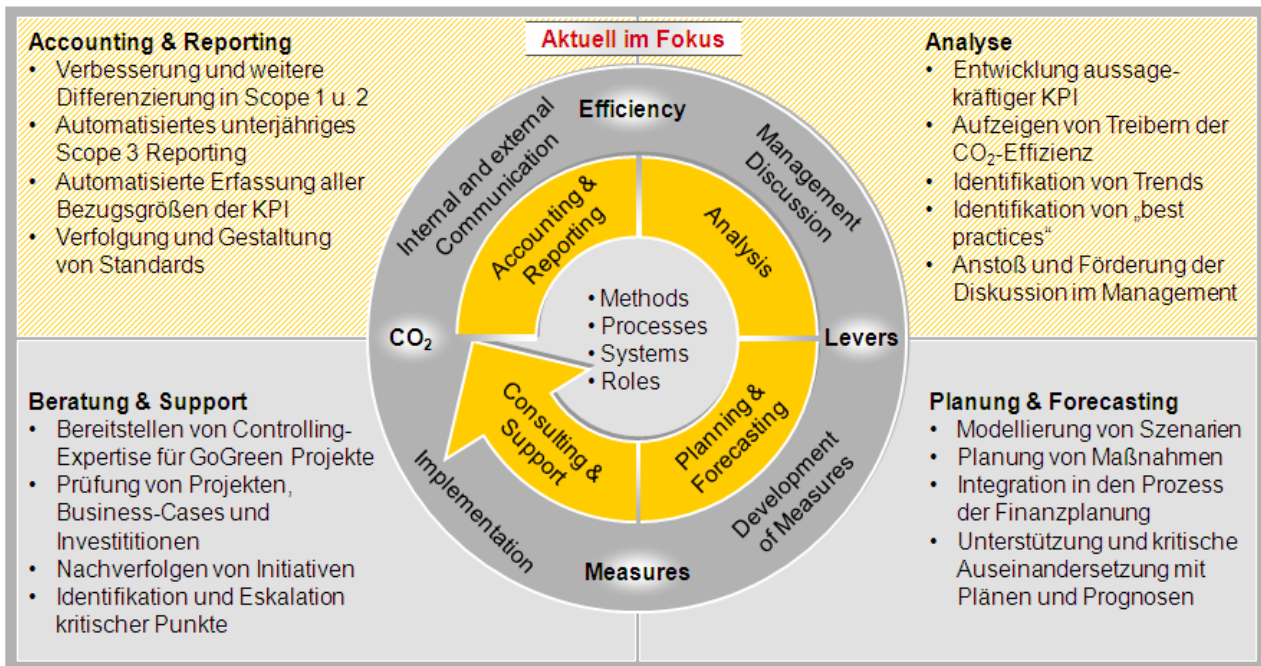 Aktuell im Fokus
Accounting & Reporting
• Verbesserung und weitere
Differenzierung in Scope 1 u. 2
• Automatisiertes unterjähriges
Scope 3 Reporting
• Automatisierte Erfassung aller
Bezugsgrößen der KPI
• Verfolgung und Gestaltung
von Standards
Analyse
• Entwicklung aussage-
kräftiger KPI
• Aufzeigen von Treibern der
CO₂-Effizienz
• Identifikation von Trends
• Identifikation von „best
practices“
• Anstoß und Förderung der
Diskussion im Management
Efficiency
Internal and external
Communication
Management
Discussion
Accounting &
Reporting
Analysis
• Methods
• Processes
• Systems
• Roles
CO₂
Levers
Consulting &
Support
Planning &
Forecasting
Implementation
Development
of Measures
Measures
Beratung & Support
• Bereitstellen von Controlling-
Expertise für GoGreen Projekte
• Prüfung von Projekten,
Business-Cases und
Investititionen
• Nachverfolgen von Initiativen
• Identifikation und Eskalation
kritischer Punkte
Planung & Forecasting
• Modellierung von Szenarien
• Planung von Maßnahmen
• Integration in den Prozess
der Finanzplanung
• Unterstützung und kritische
Auseinandersetzung mit
Plänen und Prognosen